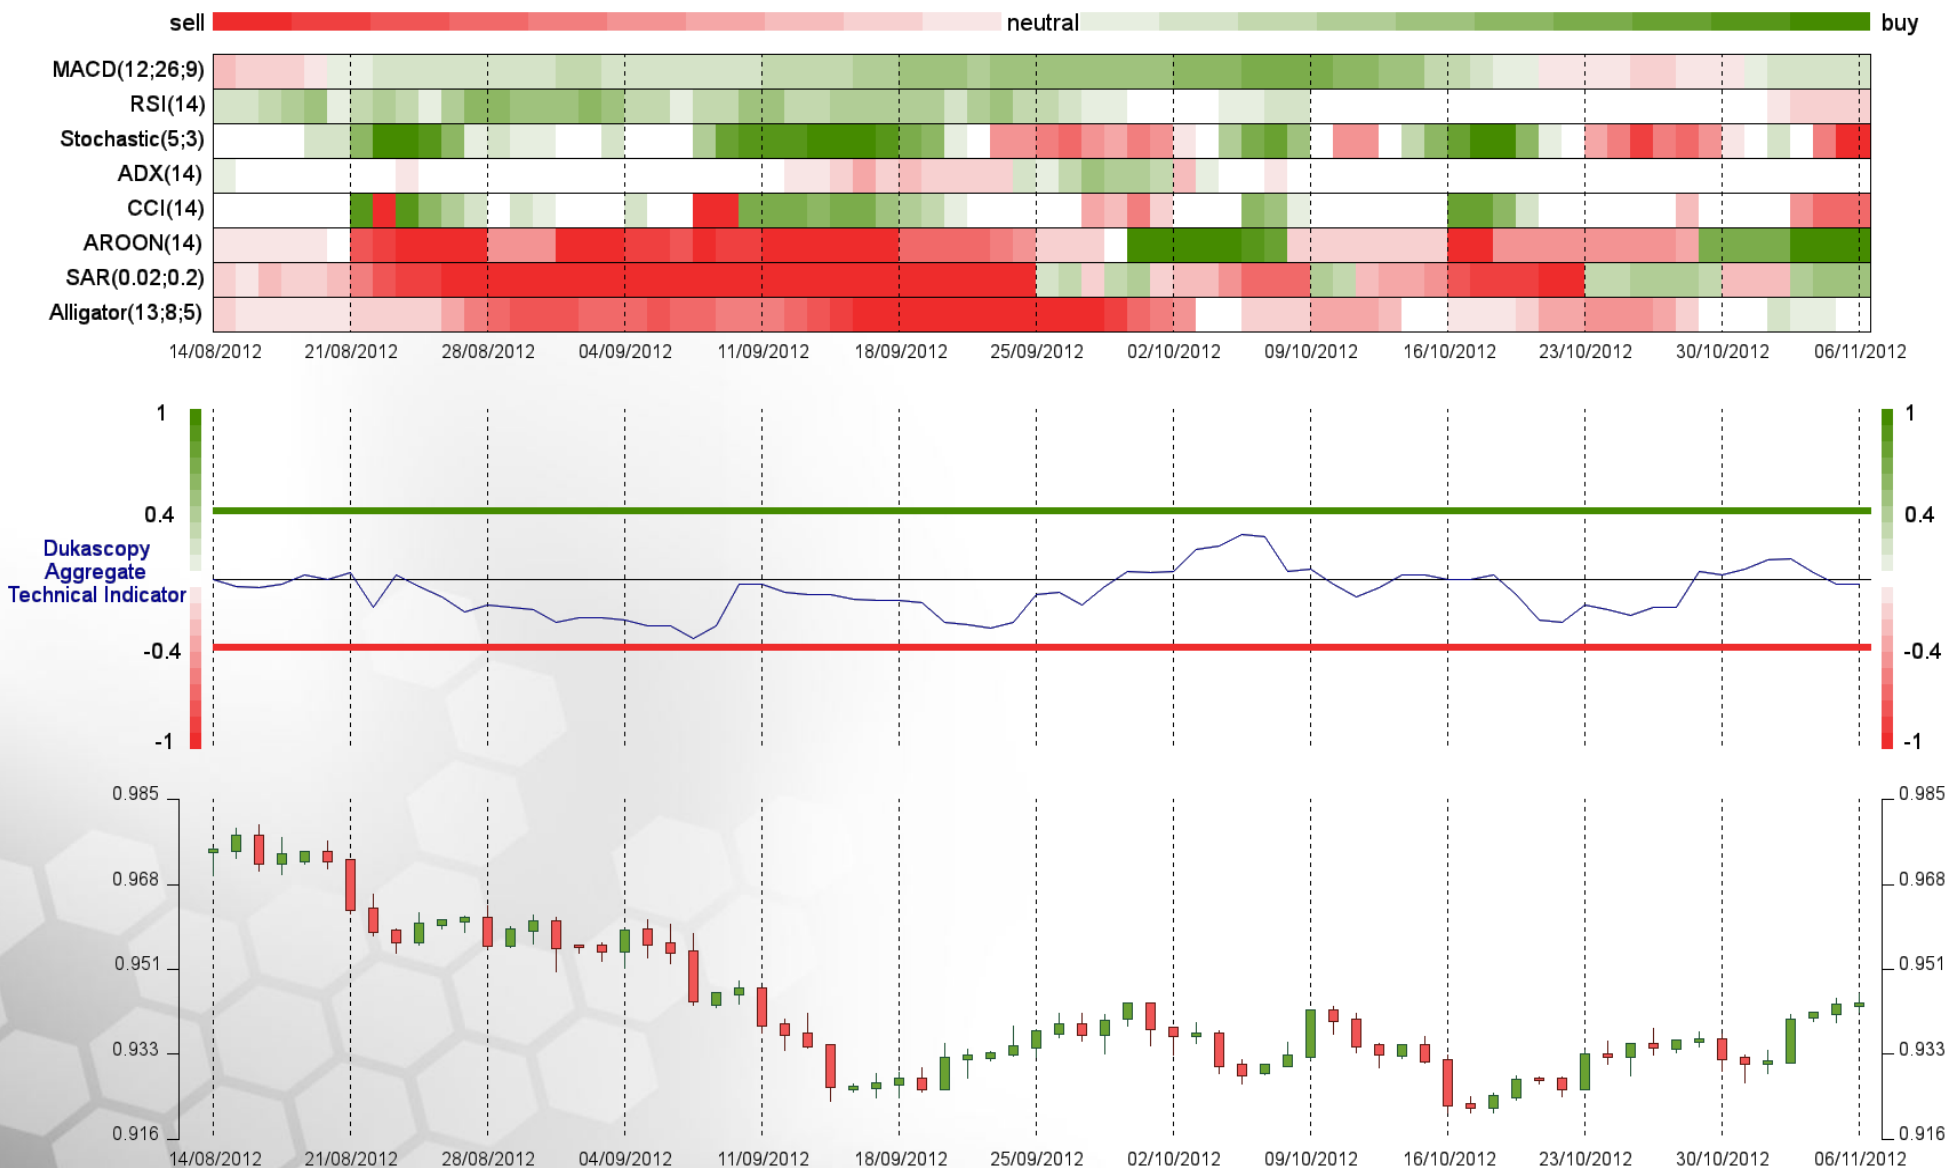 sell neutral buy
MACD(12;26;9)
RSI(14)
Stochastic(5;3)
ADX(14)
CCI(14)
AROON(14)
SAR(0.02;0.2)
Alligator(13;8;5)
14/08/2012 21/08/2012 28/08/2012 04/09/2012 11/09/2012 18/09/2012 25/09/2012 02/10/2012 09/10/2012 16/10/2012 23/10/2012 30/10/2012 06/11/2012
1 1
0.4 0.4
Dukascopy
Aggregate
Technical Indicator
-0.4 -0.4
-1 -1
0.985 0.985
0.968 0.968
0.951 0.951
0.933 0.933
0.916 0.916
14/08/2012 21/08/2012 28/08/2012 04/09/2012 11/09/2012 18/09/2012 25/09/2012 02/10/2012 09/10/2012 16/10/2012 23/10/2012 30/10/2012 06/11/2012